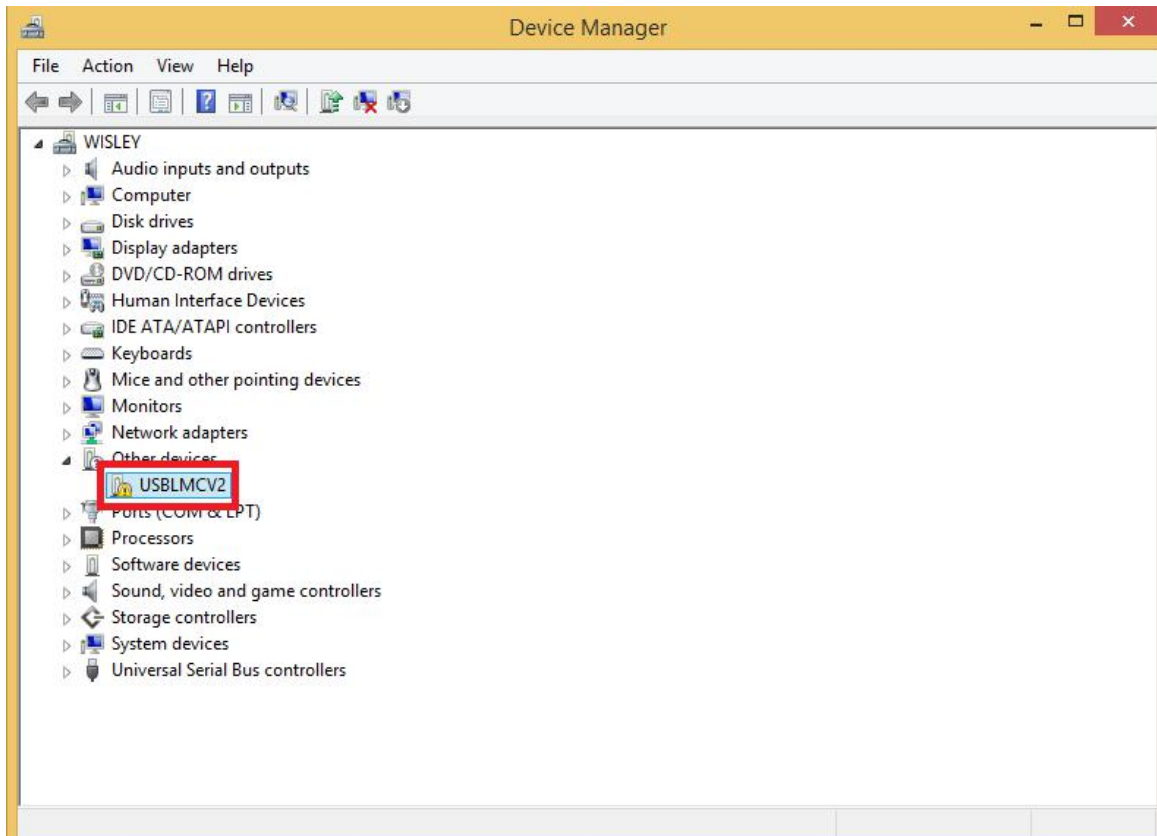 Device Manager
File Action View Help
WISLEY
Audio inputs and outputs
Computer
Disk drives
Display adapters
DVD/CD-ROM drives
Human Interface Devices
IDE ATA/ATAPI controllers
Keyboards
Mice and other pointing devices
Monitors
Network adapters
Other devices
USBLMCV2
Ports (COM & LPT)
Processors
Software devices
Sound, video and game controllers
Storage controllers
System devices
Universal Serial Bus controllers